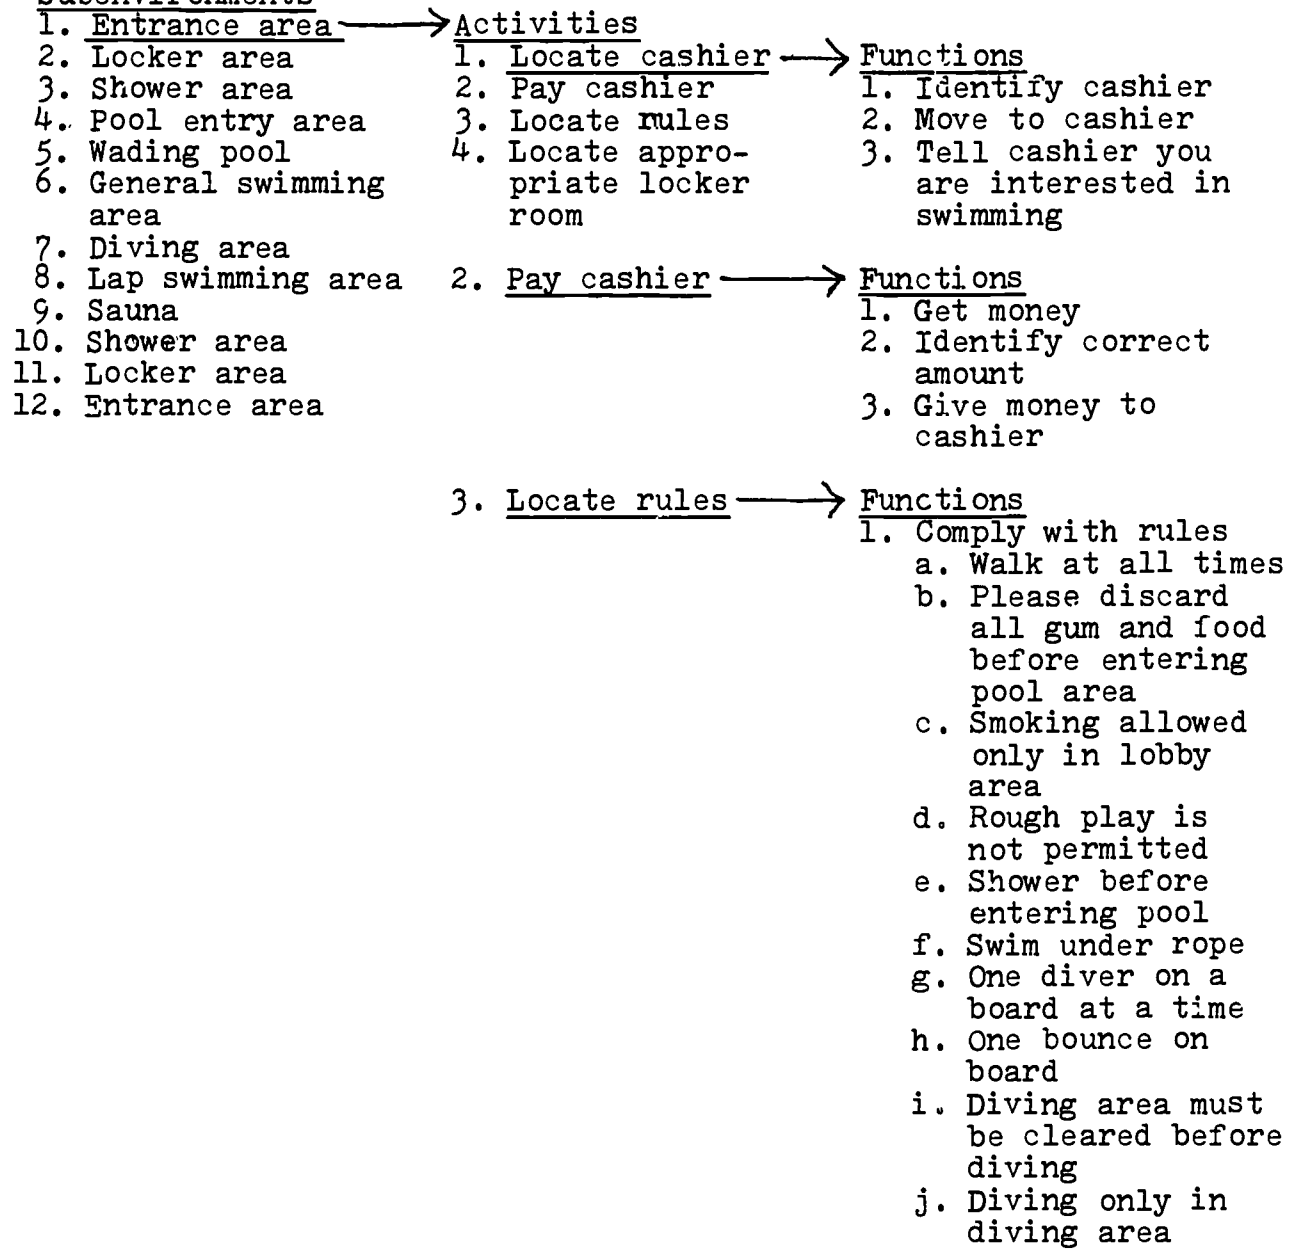 Subenvironments
1. Entrance area
2. Locker area
3. Shower area
4. Pool entry area
5. Wading pool
6. General swimming
area
7. Diving area
8. Lap swimming area
9. Sauna
10. Shower area
11. Locker area
12. Entrance area
Activities
1. Locate cashier
2. Pay cashier
3. Locate rules
4. Locate appro-
priate locker
room
Functions
1. Identify cashier
2. Move to cashier
3. Tell cashier you
are interested in
swimming
2. Pay cashier
Functions
1. Get money
2. Identify correct
amount
3. Give money to
cashier
3. Locate rules
Functions
1. Comply with rules
a. Walk at all times
b. Please discard
all gum and food
before entering
pool area
c. Smoking allowed
only in lobby
area
d. Rough play is
not permitted
e. Shower before
entering pool
f. Swim under rope
g. One diver on a
board at a time
h. One bounce on
board
i. Diving area must
be cleared before
diving
j. Diving only in
diving area